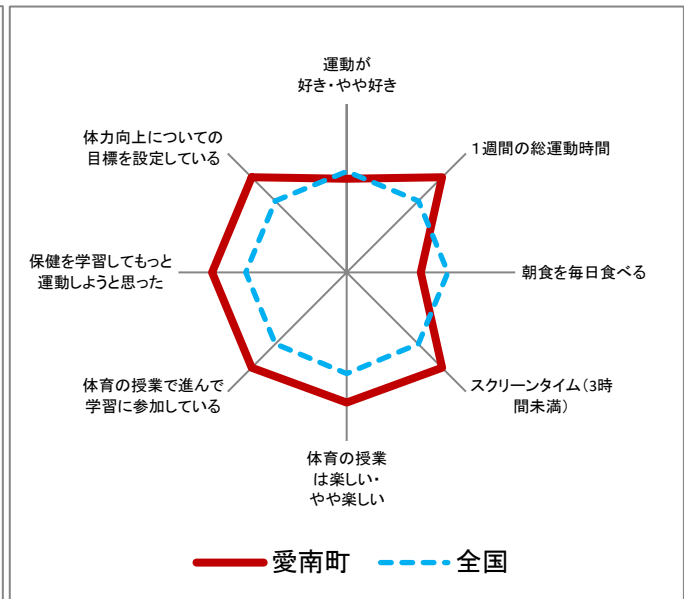 運動が
好き・やや好き
１週間の総運動時間
朝食を毎日食べる
スクリーンタイム（3時
間未満）
体育の授業
は楽しい・
やや楽しい
体育の授業で進んで
学習に参加している
保健を学習してもっと
運動しようと思った
体力向上についての
目標を設定している
愛南町
全国